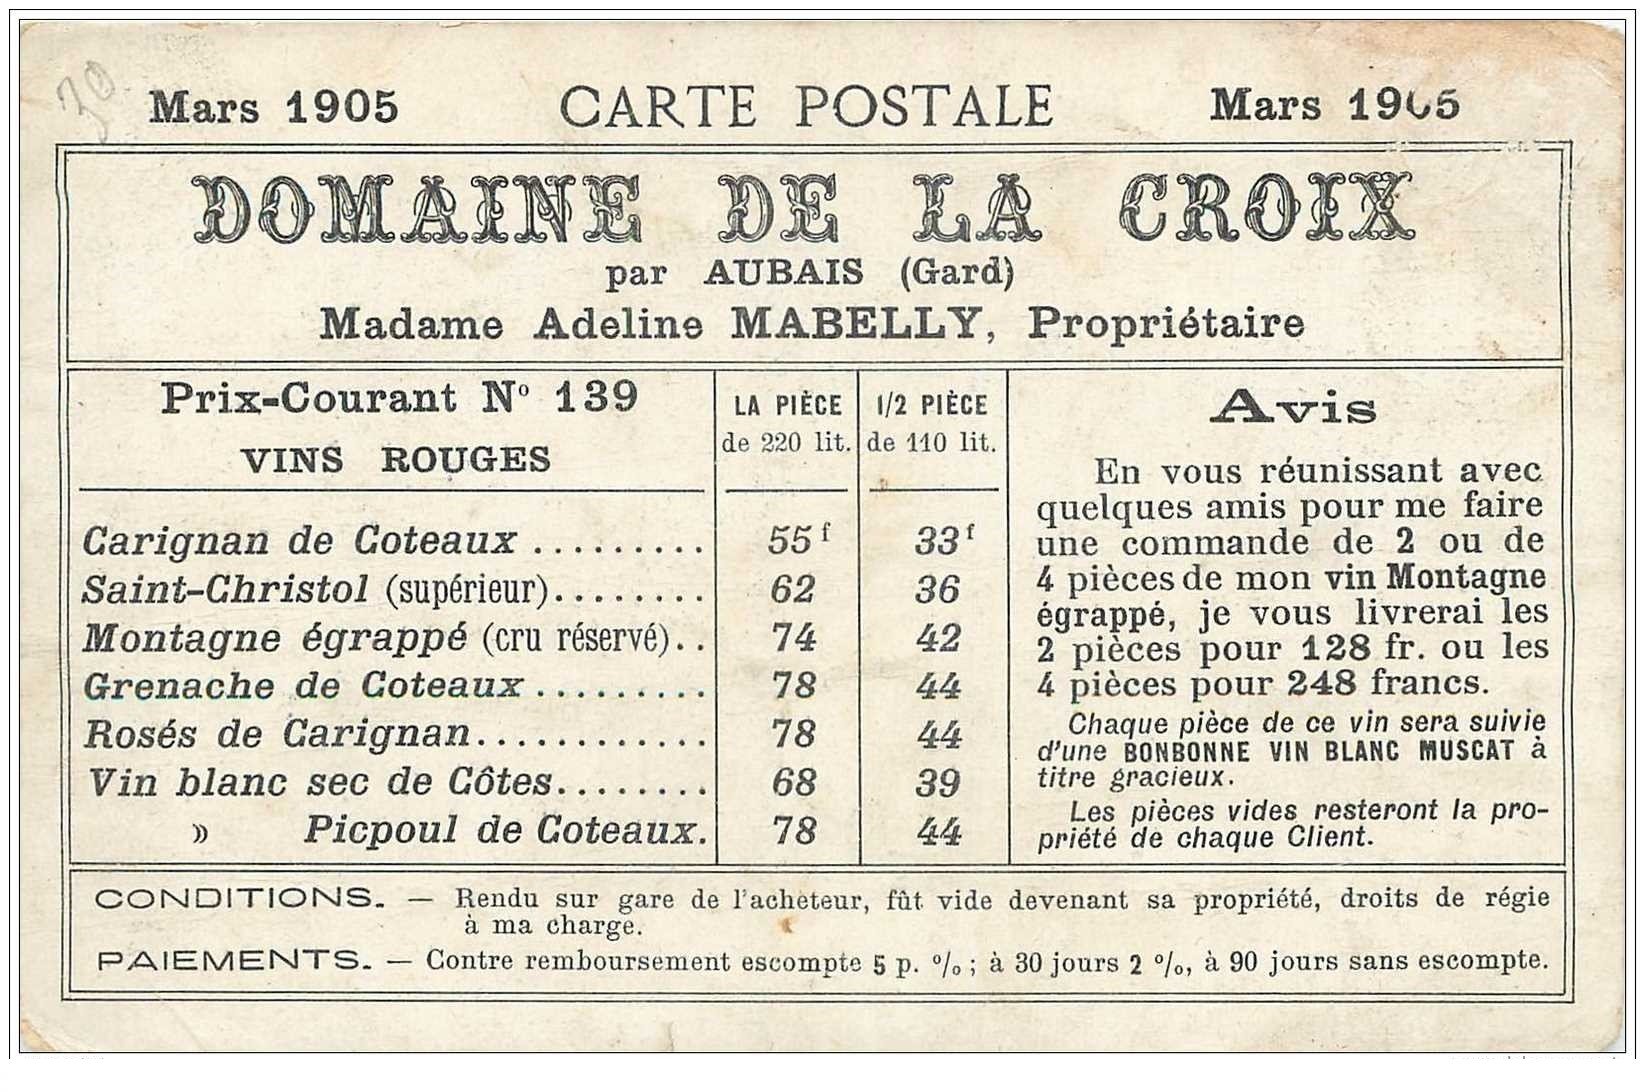 30
Mars 1905 CARTE POSTALE Mars 1905
DOMAINE DE LA CROIX
par AUBAIS (Gard)
Madame Adeline MABELLY, Propriétaire
Prix-Courant Nº 139
VINS ROUGES
LA PIÈCE 1/2 PIÈCE
de 220 lit. de 110 lit.
Carignan de Coteaux ......... 55f 33f
Saint-Christol (supérieur)........ 62 36
Montagne égrappé (cru réservé).. 74 42
Grenache de Coteaux ......... 78 44
Rosés de Carignan............. 78 44
Vin blanc sec de Côtes........ 68 39
» Picpoul de Coteaux. 78 44
Avis
En vous réunissant avec
quelques amis pour me faire
une commande de 2 ou de
4 pièces de mon vin Montagne
égrappé, je vous livrerai les
2 pièces pour 128 fr. ou les
4 pièces pour 248 francs.
Chaque pièce de ce vin sera suivie
d'une BONBONNE VIN BLANC MUSCAT à
titre gracieux.
Les pièces vides resteront la pro-
priété de chaque Client.
CONDITIONS. — Rendu sur gare de l'acheteur, fût vide devenant sa propriété, droits de régie
à ma charge.
PAIEMENTS. — Contre remboursement escompte 5 p. %; à 30 jours 2 %, à 90 jours sans escompte.